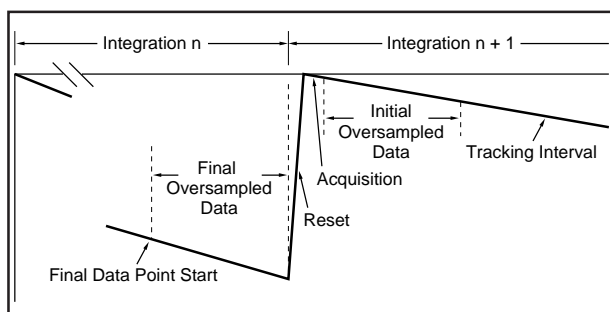 Integration n
Integration n + 1
Initial
Oversampled
Data
Tracking Interval
Final
Oversampled
Data
Acquisition
Reset
Final Data Point Start